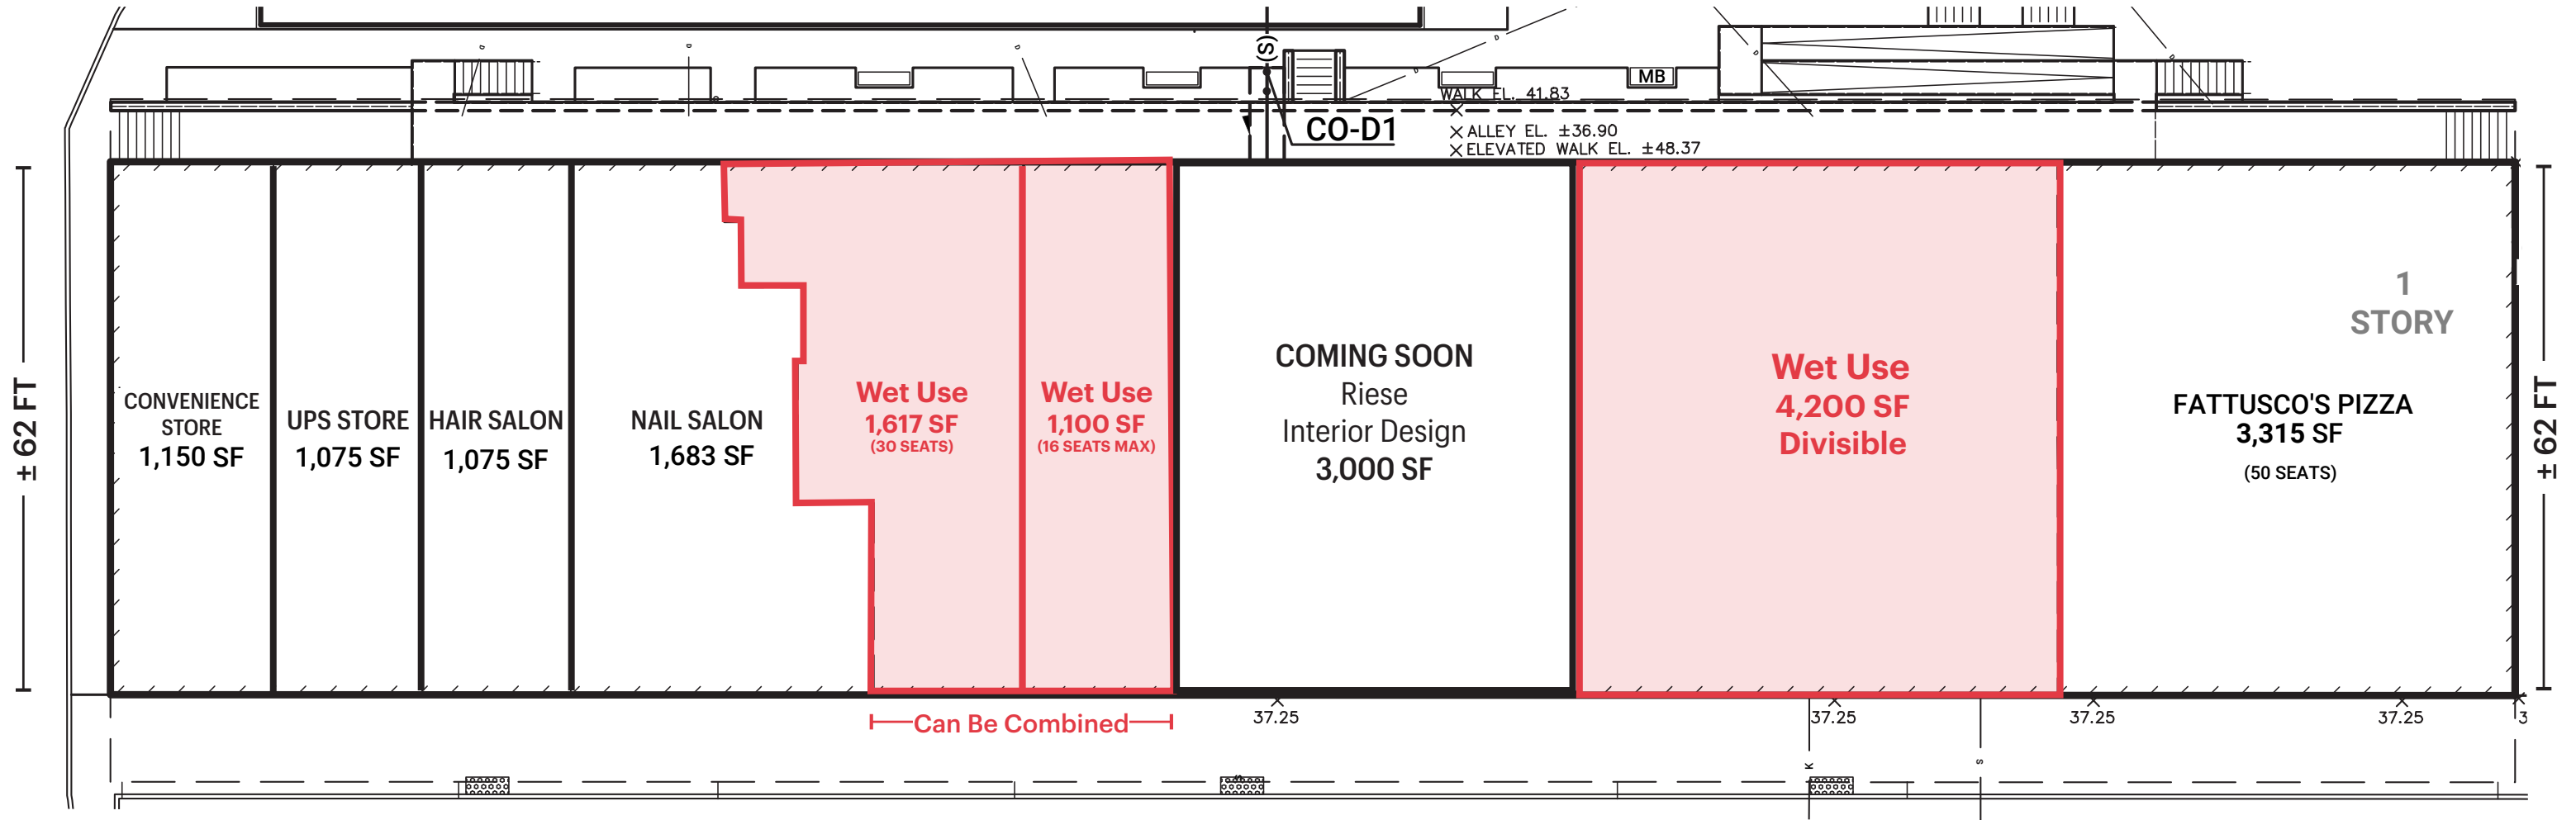 (S)
MB
WALK EL. 41.83
CO-D1
ALLEY EL. ±36.90
ELEVATED WALK EL. ±48.37
± 62 FT
CONVENIENCE
STORE
1,150 SF
UPS STORE
1,075 SF
HAIR SALON
1,075 SF
NAIL SALON
1,683 SF
Wet Use
1,617 SF
(30 SEATS)
Wet Use
1,100 SF
(16 SEATS MAX)
COMING SOON
Riese
Interior Design
3,000 SF
Wet Use
4,200 SF
Divisible
1
STORY
FATTUSCO'S PIZZA
3,315 SF
(50 SEATS)
± 62 FT
Can Be Combined
37.25
37.25
37.25
37.25
3
K
S